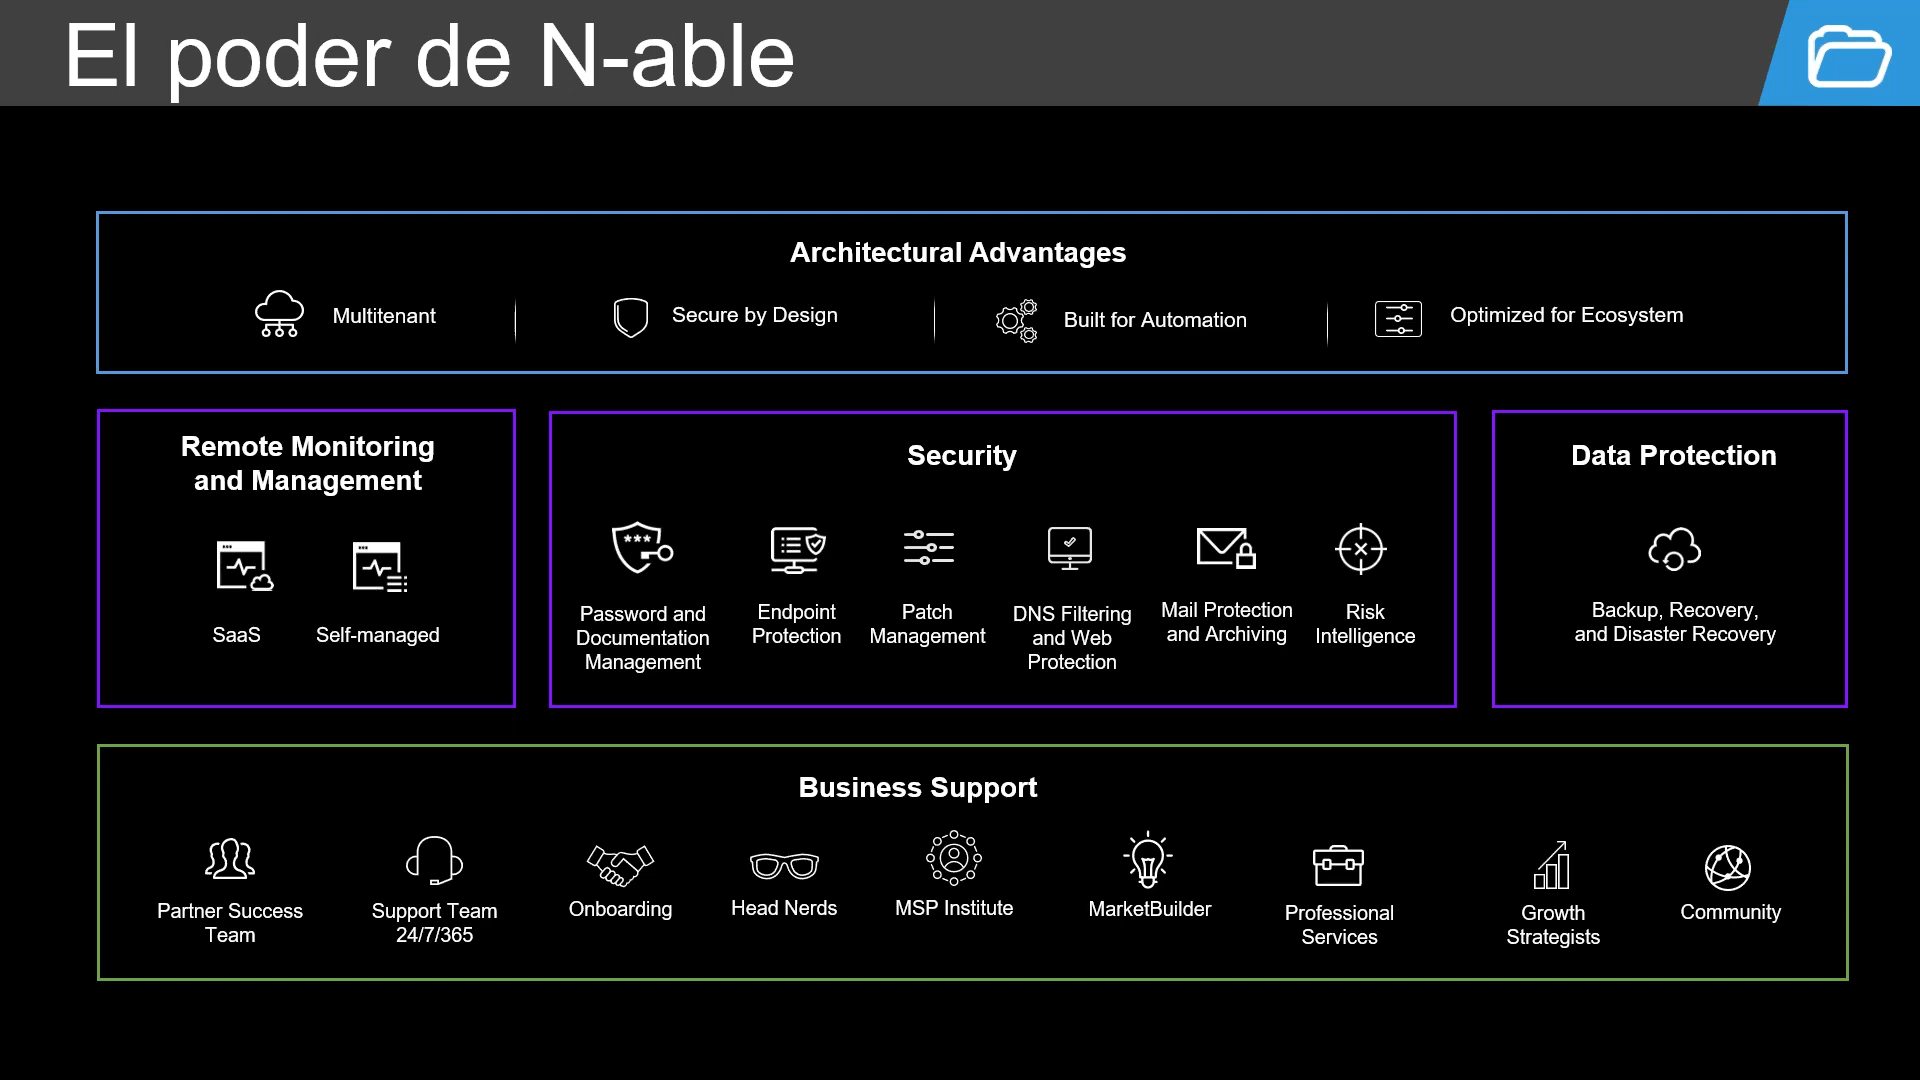 El poder de N-able
Architectural Advantages
Multitenant
Secure by Design
Built for Automation
Optimized for Ecosystem
Remote Monitoring
and Management
SaaS
Self-managed
Security
***
Password and
Documentation
Management
Endpoint
Protection
Patch
Management
DNS Filtering
and Web
Protection
Mail Protection
and Archiving
Risk
Intelligence
Data Protection
Backup, Recovery,
and Disaster Recovery
Business Support
Partner Success
Team
Support Team
24/7/365
Onboarding
Head Nerds
MSP Institute
MarketBuilder
Professional
Services
Growth
Strategists
Community